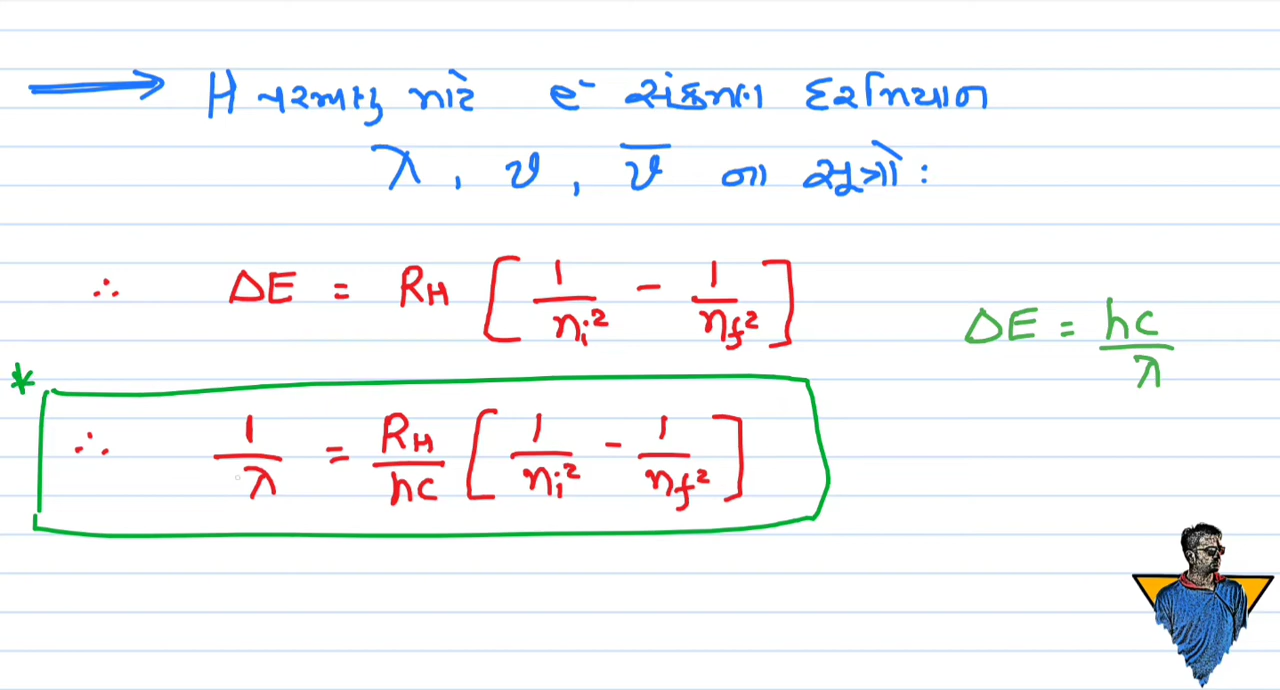 ⟹ H પરમાણુ માટે e⁻ સંક્રમણ દરમિયાન
λ, ν, ν̅ ના સુત્રો :
∴ ΔE = R_H [ 1/n_i² - 1/n_f² ]
ΔE = hc/λ
* ∴ 1/λ = R_H/hc [ 1/n_i² - 1/n_f² ]